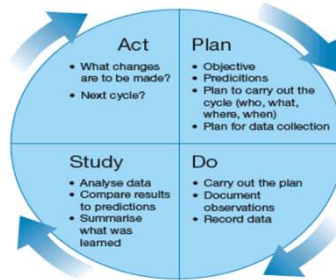 Act
• What changes
are to be made?
• Next cycle?
Plan
• Objective
• Predicitions
• Plan to carry out the
cycle (who, what,
where, when)
• Plan for data collection
Study
• Analyse data
• Compare results
to predictions
• Summarise
what was
learned
Do
• Carry out the plan
• Document
observations
• Record data